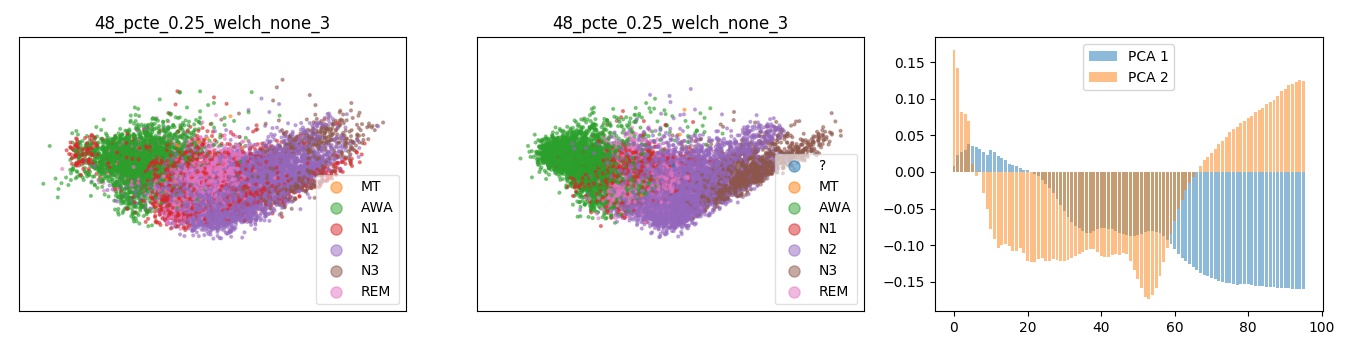 48_pcte_0.25_welch_none_3
MT
AWA
N1
N2
N3
REM
48_pcte_0.25_welch_none_3
?
MT
AWA
N1
N2
N3
REM
PCA 1
PCA 2
0.15
0.10
0.05
0.00
−0.05
−0.10
−0.15
0 20 40 60 80 100